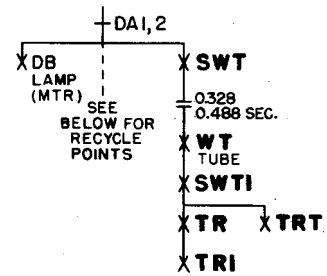 DA1, 2
DB
LAMP
(MTR)
SEE
BELOW FOR
RECYCLE
POINTS
SWT
0.328
0.488 SEC.
WT
TUBE
SWT1
TR
TRT
TR1